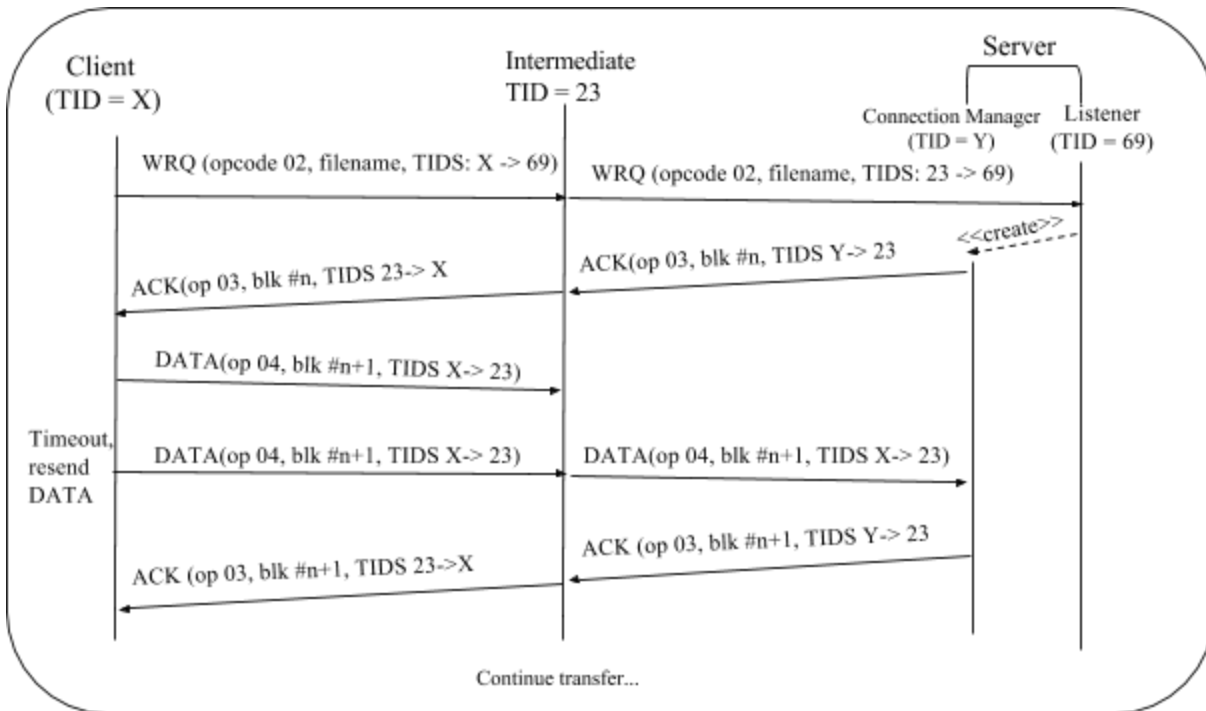 Server
Client
(TID = X)
Intermediate
TID = 23
Connection Manager
(TID = Y)
Listener
(TID = 69)
WRQ (opcode 02, filename, TIDS: X -> 69)
WRQ (opcode 02, filename, TIDS: 23 -> 69)
<<create>>
ACK(op 03, blk #n, TIDS Y-> 23
ACK(op 03, blk #n, TIDS 23-> X
DATA(op 04, blk #n+1, TIDS X-> 23)
Timeout,
resend
DATA
DATA(op 04, blk #n+1, TIDS X-> 23)
DATA(op 04, blk #n+1, TIDS X-> 23)
ACK (op 03, blk #n+1, TIDS Y-> 23
ACK (op 03, blk #n+1, TIDS 23->X
Continue transfer...